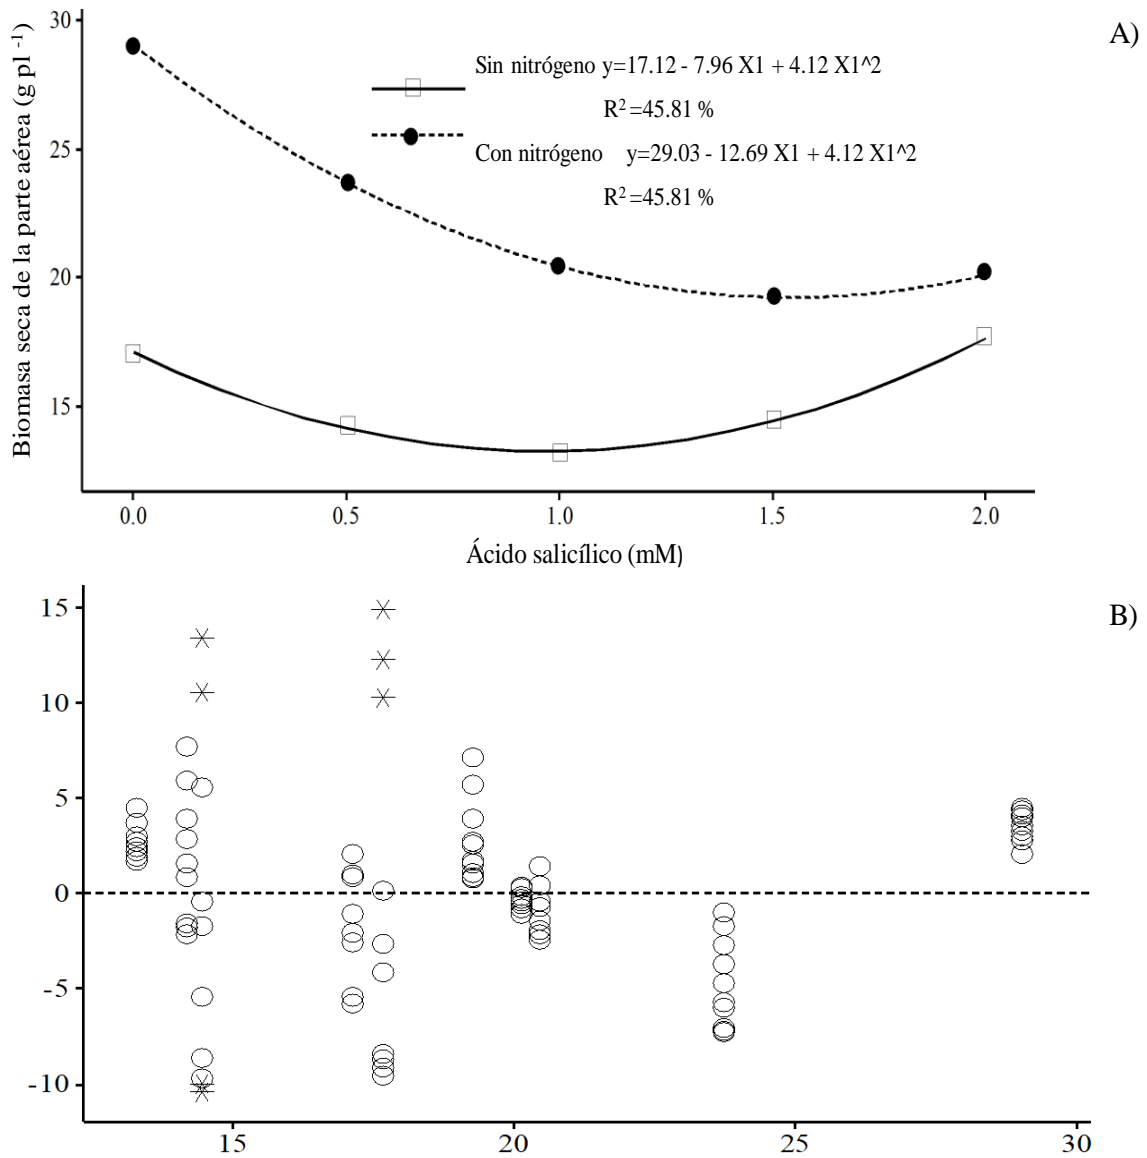 A)
Biomasa seca de la parte aérea (g pl -1)
30
25
20
15
Sin nitrógeno y=17.12 - 7.96 X1 + 4.12 X1^2
R2 =45.81 %
Con nitrógeno y=29.03 - 12.69 X1 + 4.12 X1^2
R2 =45.81 %
0.0 0.5 1.0 1.5 2.0
Ácido salicílico (mM)
B)
15
10
5
0
-5
-10
15 20 25 30